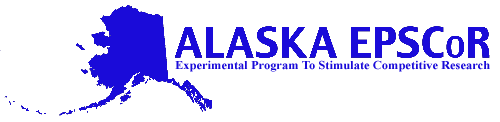 ALASKA EPSCoR
Experimental Program To Stimulate Competitive Research